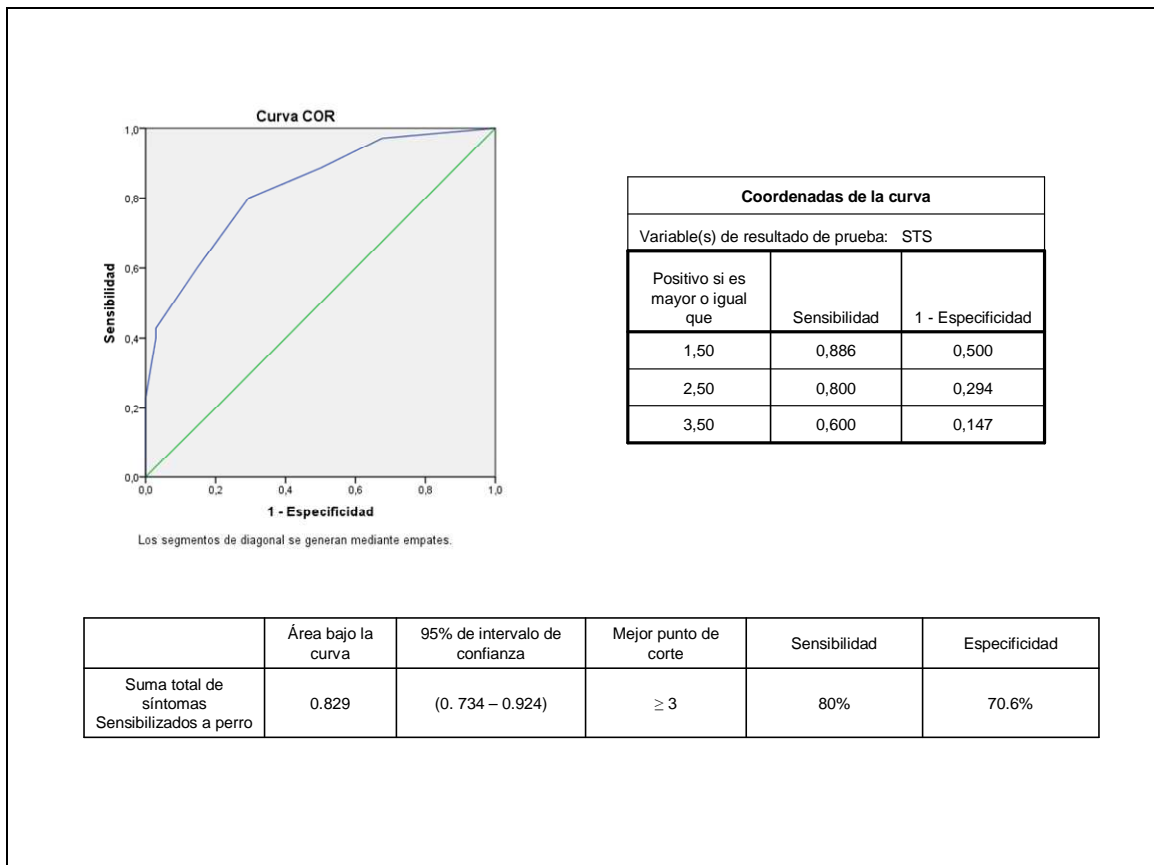 Curva COR
1,0
0,8
0,6
0,4
0,2
0,0
Sensibilidad
0,0 0,2 0,4 0,6 0,8 1,0
1 - Especificidad
Los segmentos de diagonal se generan mediante empates.
Coordenadas de la curva
Variable(s) de resultado de prueba: STS
Positivo si es
mayor o igual
que
Sensibilidad
1 - Especificidad
1,50 0,886 0,500
2,50 0,800 0,294
3,50 0,600 0,147
Área bajo la
curva
95% de intervalo de
confianza
Mejor punto de
corte
Sensibilidad
Especificidad
Suma total de
síntomas
Sensibilizados a perro
0.829
(0. 734 – 0.924)
≥ 3
80%
70.6%